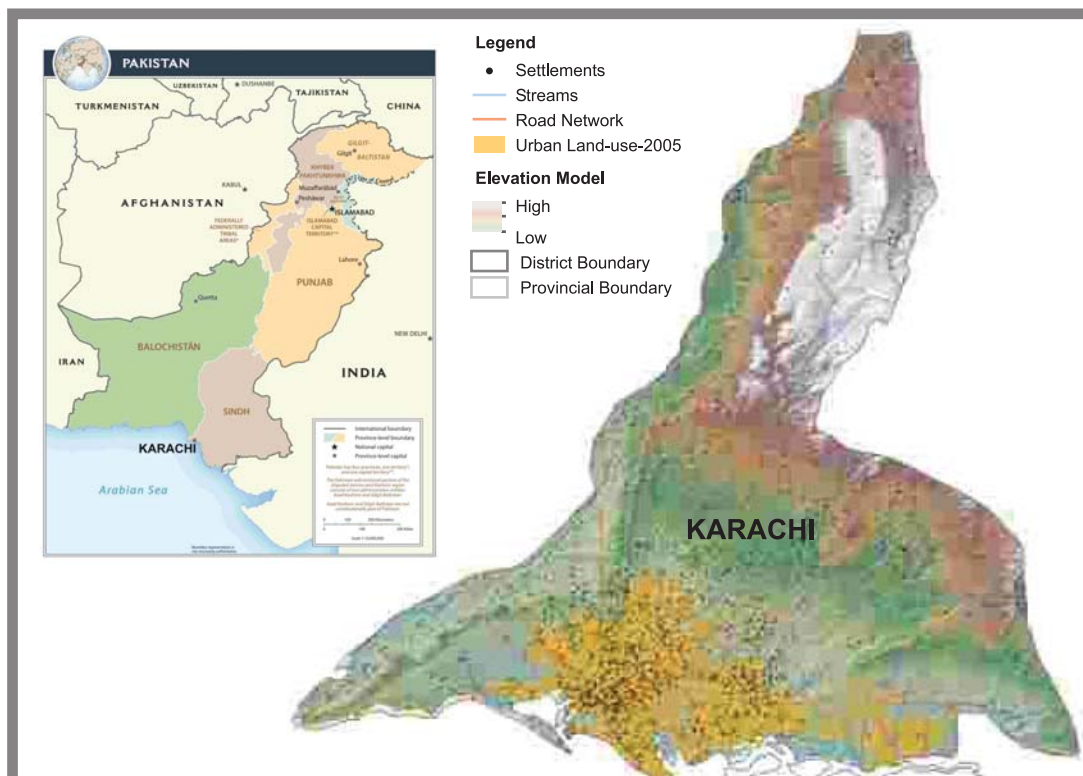 PAKISTAN
UZBEKISTAN
DUSHANBE
TAJIKISTAN
TURKMENISTAN
CHINA
GILGIT-
BALTISTAN
Gilgit
KHYBER
PAKHTUNKHWA
Muzaffarābād
KABUL
Peshāwar
ISLAMABAD
AFGHANISTAN
FEDERALLY
ADMINISTERED
TRIBAL
AREAS*
ISLAMABAD
CAPITAL
TERRITORY**
Lahore
PUNJAB
Quetta
NEW DELHI
BALOCHISTĀN
IRAN
INDIA
SINDH
KARACHI
Arabian Sea
International boundary
Province-level boundary
National capital
Province-level capital
Legend
Settlements
Streams
Road Network
Urban Land-use-2005
Elevation Model
High
Low
District Boundary
Provincial Boundary
KARACHI